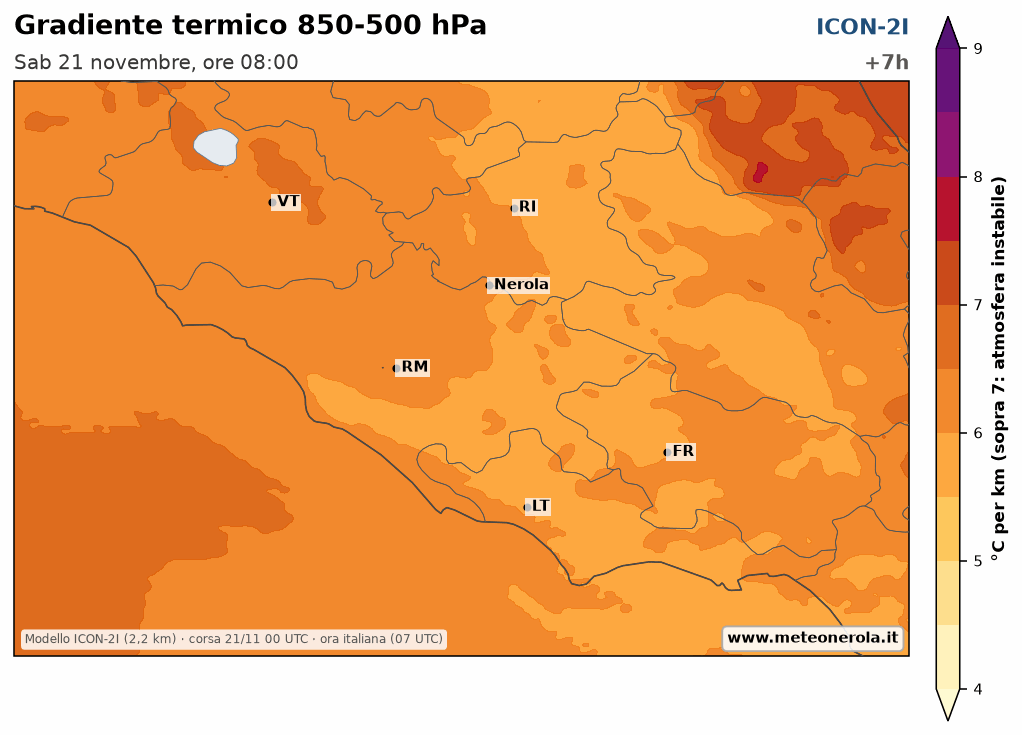 Gradiente termico 850-500 hPa
ICON-2I
Sab 21 novembre, ore 08:00
+7h
VT
RI
Nerola
RM
FR
LT
Modello ICON-2I (2,2 km) · corsa 21/11 00 UTC · ora italiana (07 UTC)
www.meteonerola.it
9
8
7
6
5
4
°C per km (sopra 7: atmosfera instabile)